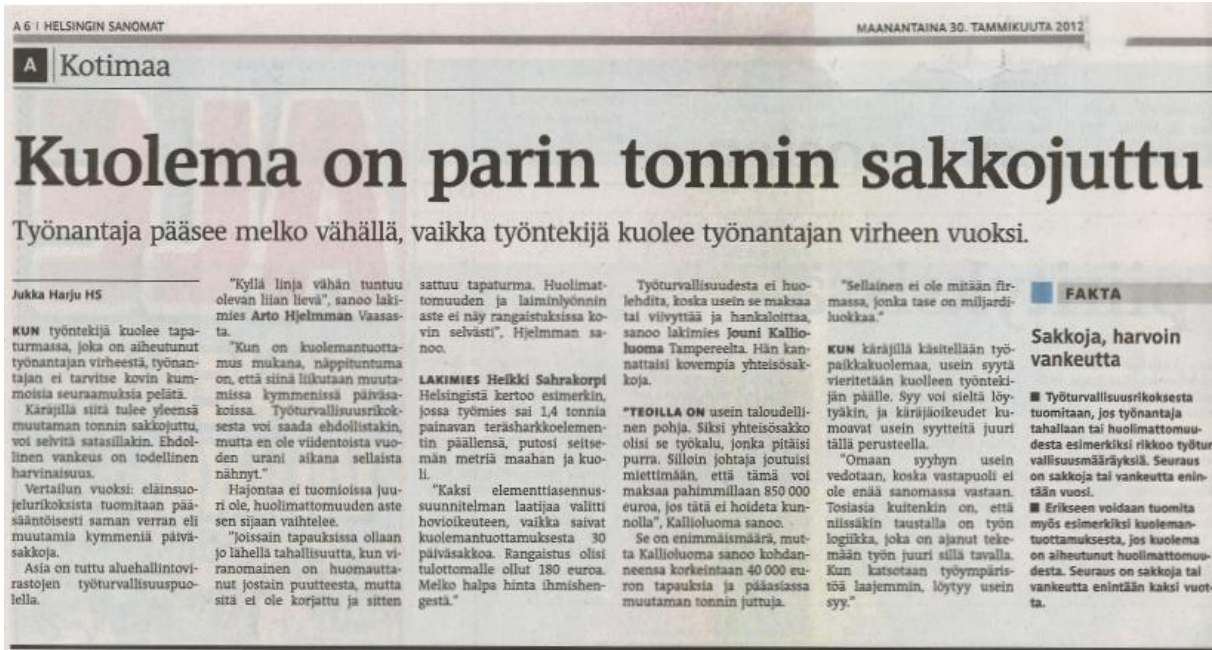 A 6 | HELSINGIN SANOMAT
MAANANTAINA 30. TAMMIKUUTA 2012
A Kotimaa
Kuolema on parin tonnin sakkojuttu
Työnantaja pääsee melko vähällä, vaikka työntekijä kuolee työnantajan virheen vuoksi.
Jukka Harju HS
KUN työntekijä kuolee tapa-
turmassa, joka on aiheutunut
työnantajan virheestä, työnan-
tajan ei tarvitse kovin kum-
moisia seuraamuksia pelätä.
Käräjillä siitä tulee yleensä
muutaman tonnin sakkojuttu,
voi selvitä satasillakin. Ehdol-
linen vankeus on todellinen
harvinaisuus.
Vertailun vuoksi: eläinsuo-
jelurikoksista tuomitaan pää-
sääntöisesti saman verran eli
muutamia kymmeniä päivä-
sakkoja.
Asia on tuttu aluehallintovi-
rastojen työturvallisuuspuo-
lella.
"Kyllä linja vähän tuntuu
olevan liian lievä", sanoo laki-
mies Arto Hjelmman Vaasas-
ta.
"Kun on kuolemantuotta-
mus mukana, näppituntuma
on, että siinä liikutaan muuta-
missa kymmenissä päiväsa-
koissa. Työturvallisuusrikok-
sesta voi saada ehdollistakin,
mutta en ole viidentoista vuo-
den urani aikana sellaista
nähnyt."
Hajontaa ei tuomioissa juu-
ri ole, huolimattomuuden aste
sen sijaan vaihtelee.
"Joissain tapauksissa ollaan
jo lähellä tahallisuutta, kun vi-
ranomainen on huomautta-
nut jostain puutteesta, mutta
sitä ei ole korjattu ja sitten
sattuu tapaturma. Huolimat-
tomuuden ja laiminlyönnin
aste ei näy rangaistuksissa ko-
vin selvästi", Hjelmman sa-
noo.
LAKIMIES Heikki Sahrakorpi
Helsingistä kertoo esimerkin,
jossa työmies sai 1,4 tonnia
painavan teräsharkkoelemen-
tin päällensä, putosi seitse-
män metriä maahan ja kuo-
li.
"Kaksi elementtiasennus-
suunnitelman laatijaa valitti
hovioikeuteen, vaikka saivat
kuolemantuottamuksesta 30
päiväsakkoa. Rangaistus olisi
tulottomalle ollut 180 euroa.
Melko halpa hinta ihmishen-
gestä."
Työturvallisuudesta ei huo-
lehdita, koska usein se maksaa
tai viivyttää ja hankaloittaa,
sanoo lakimies Jouni Kallio-
luoma Tampereelta. Hän kan-
nattaisi kovempia yhteisösak-
koja.
"TEOILLA ON usein taloudelli-
nen pohja. Siksi yhteisösakko
olisi se työkalu, jonka pitäisi
purra. Silloin johtaja joutuisi
miettimään, että tämä voi
maksaa pahimmillaan 850 000
euroa, jos tätä ei hoideta kun-
nolla", Kallioluoma sanoo.
Se on enimmäismäärä, mut-
ta Kallioluoma sanoo kohdan-
neensa korkeintaan 40 000 eu-
ron tapauksia ja pääasiassa
muutaman tonnin juttuja.
"Sellainen ei ole mitään fir-
massa, jonka tase on miljardi-
luokkaa."
KUN käräjillä käsitellään työ-
paikkakuolemaa, usein syytä
vieritetään kuolleen työnteki-
jän päälle. Syy voi sieltä löy-
tyäkin, ja käräjäoikeudet ku-
moavat usein syytteitä juuri
tällä perusteella.
"Omaan syyhyn usein
vedotaan, koska vastapuoli ei
ole enää sanomassa vastaan.
Tosiasia kuitenkin on, että
niissäkin taustalla on työn
logiikka, joka on ajanut teke-
mään työn juuri sillä tavalla.
Kun katsotaan työympäris-
töä laajemmin, löytyy usein
syy."
FAKTA
Sakkoja, harvoin
vankeutta
■ Työturvallisuusrikoksesta
tuomitaan, jos työnantaja
tahallaan tai huolimattomuu-
desta esimerkiksi rikkoo työtur
vallisuusmääräyksiä. Seuraus
on sakkoja tai vankeutta enin-
tään vuosi.
■ Erikseen voidaan tuomita
myös esimerkiksi kuoleman-
tuottamuksesta, jos kuolema
on aiheutunut huolimattomuu-
desta. Seuraus on sakkoja tai
vankeutta enintään kaksi vuot-
ta.